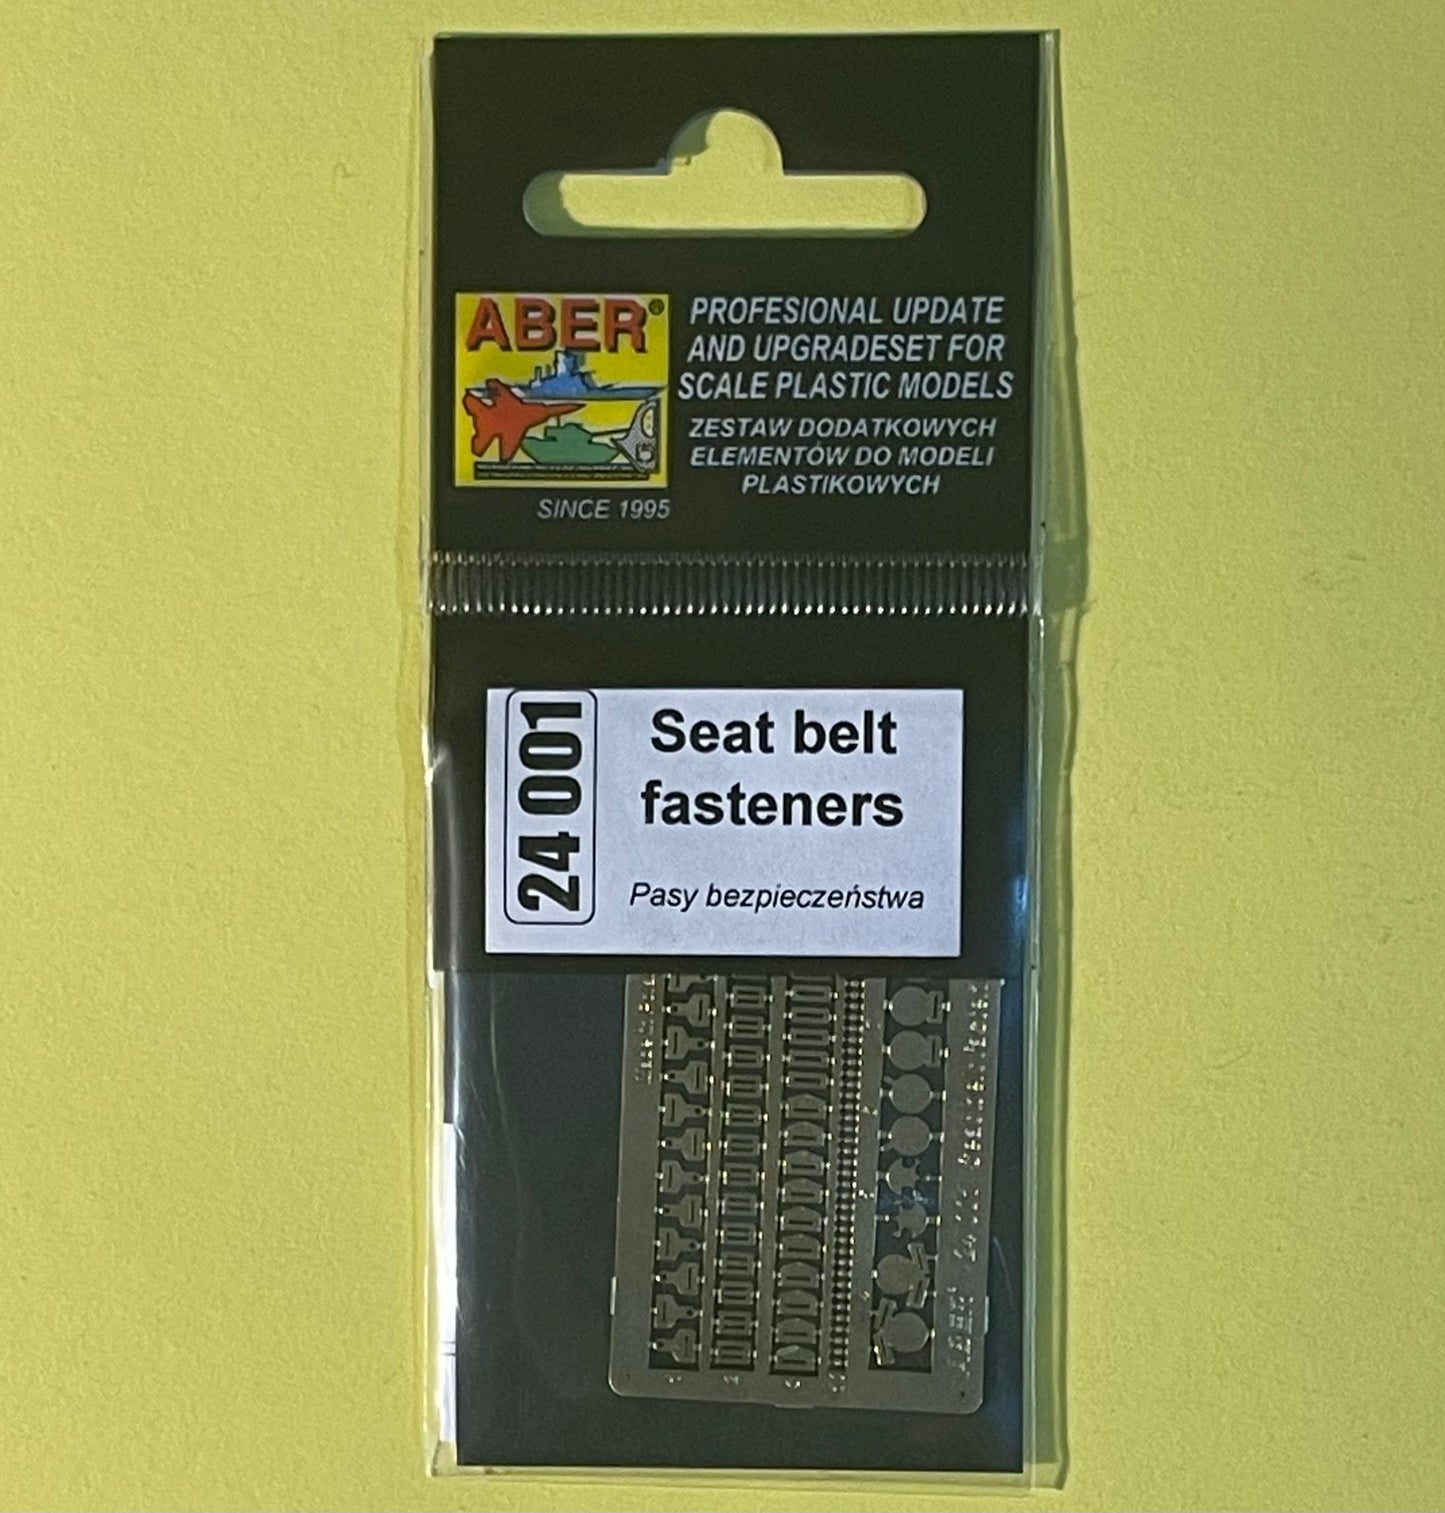 ABER®
SINCE 1995
PROFESIONAL UPDATE
AND UPGRADESET FOR
SCALE PLASTIC MODELS
ZESTAW DODATKOWYCH
ELEMENTÓW DO MODELI
PLASTIKOWYCH
24 001
Seat belt
fasteners
Pasy bezpieczeństwa